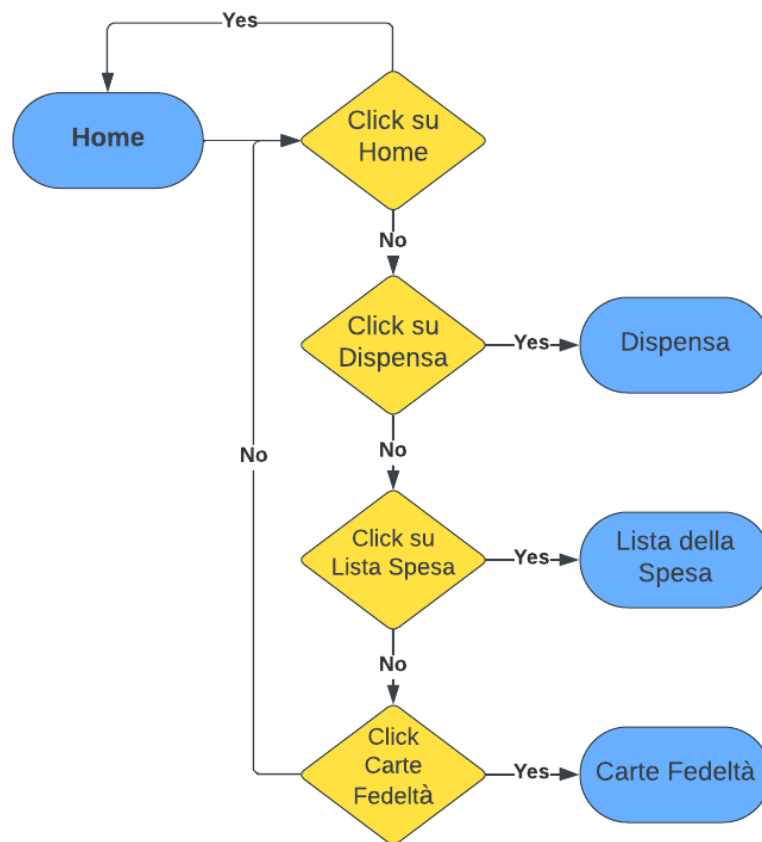 Yes
Home
Click su
Home
No
Click su
Dispensa
Yes
Dispensa
No
No
Click su
Lista Spesa
Yes
Lista della
Spesa
No
Click
Carte
Fedeltà
Yes
Carte Fedeltà